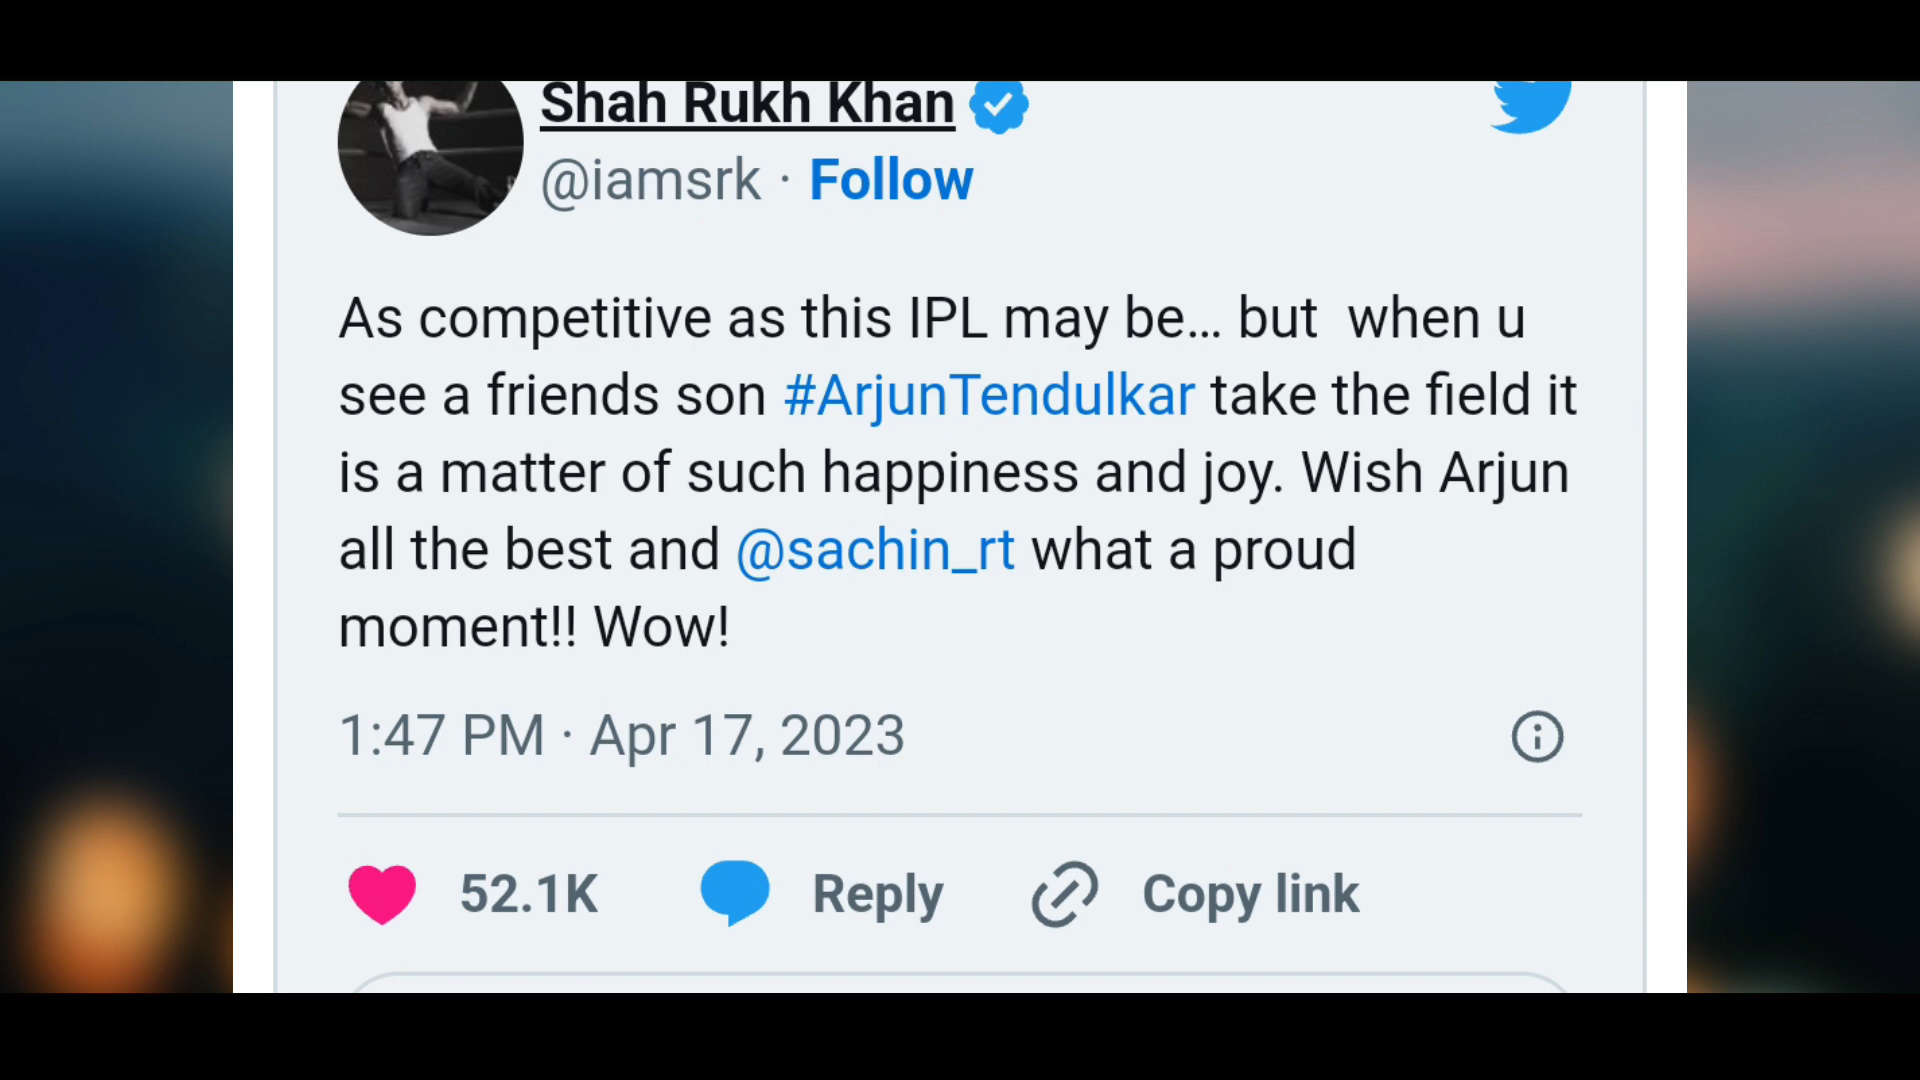 Shah Rukh Khan
@iamsrk · Follow
As competitive as this IPL may be… but  when u
see a friends son #ArjunTendulkar take the field it
is a matter of such happiness and joy. Wish Arjun
all the best and @sachin_rt what a proud
moment!! Wow!
1:47 PM · Apr 17, 2023
52.1K Reply Copy link